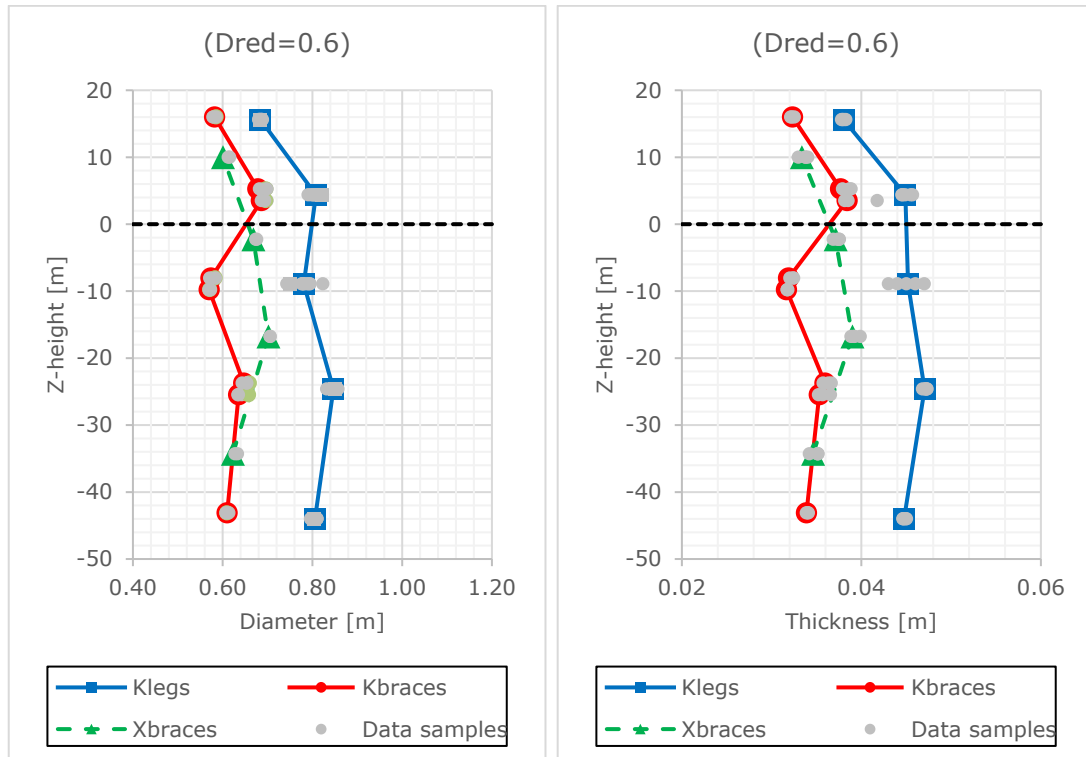 (Dred=0.6)
20
10
0
-10
-20
-30
-40
-50
Z-height [m]
0.40 0.60 0.80 1.00 1.20
Diameter [m]
Klegs Kbraces
Xbraces Data samples
(Dred=0.6)
20
10
0
-10
-20
-30
-40
-50
Z-height [m]
0.02 0.04 0.06
Thickness [m]
Klegs Kbraces
Xbraces Data samples